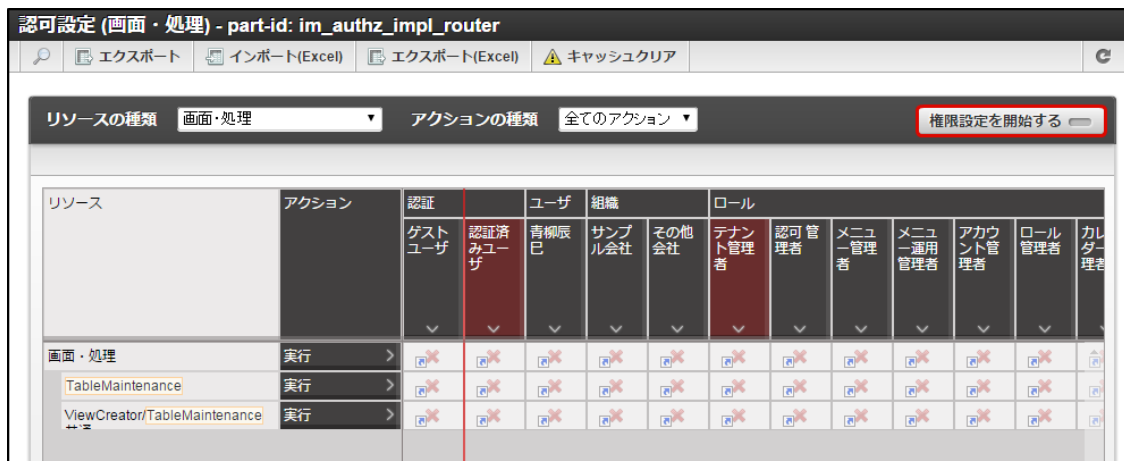 認可設定 (画面・処理) - part-id: im_authz_impl_router
エクスポート インポート(Excel) エクスポート(Excel) キャッシュクリア
リソースの種類 画面・処理 アクションの種類 全てのアクション 権限設定を開始する
リソース アクション 認証 ユーザ 組織 ロール
ゲスト
ユーザ
認証済
みユー
ザ
青柳辰
巳
サンプ
ル会社
その他
会社
テナン
ト管理
者
認可管
理者
メニュ
ー管理
者
メニュ
ー運用
管理者
アカウ
ント管
理者
ロール
管理者
カレ
ダー
理者
画面・処理 実行
TableMaintenance 実行
ViewCreator/TableMaintenance 実行